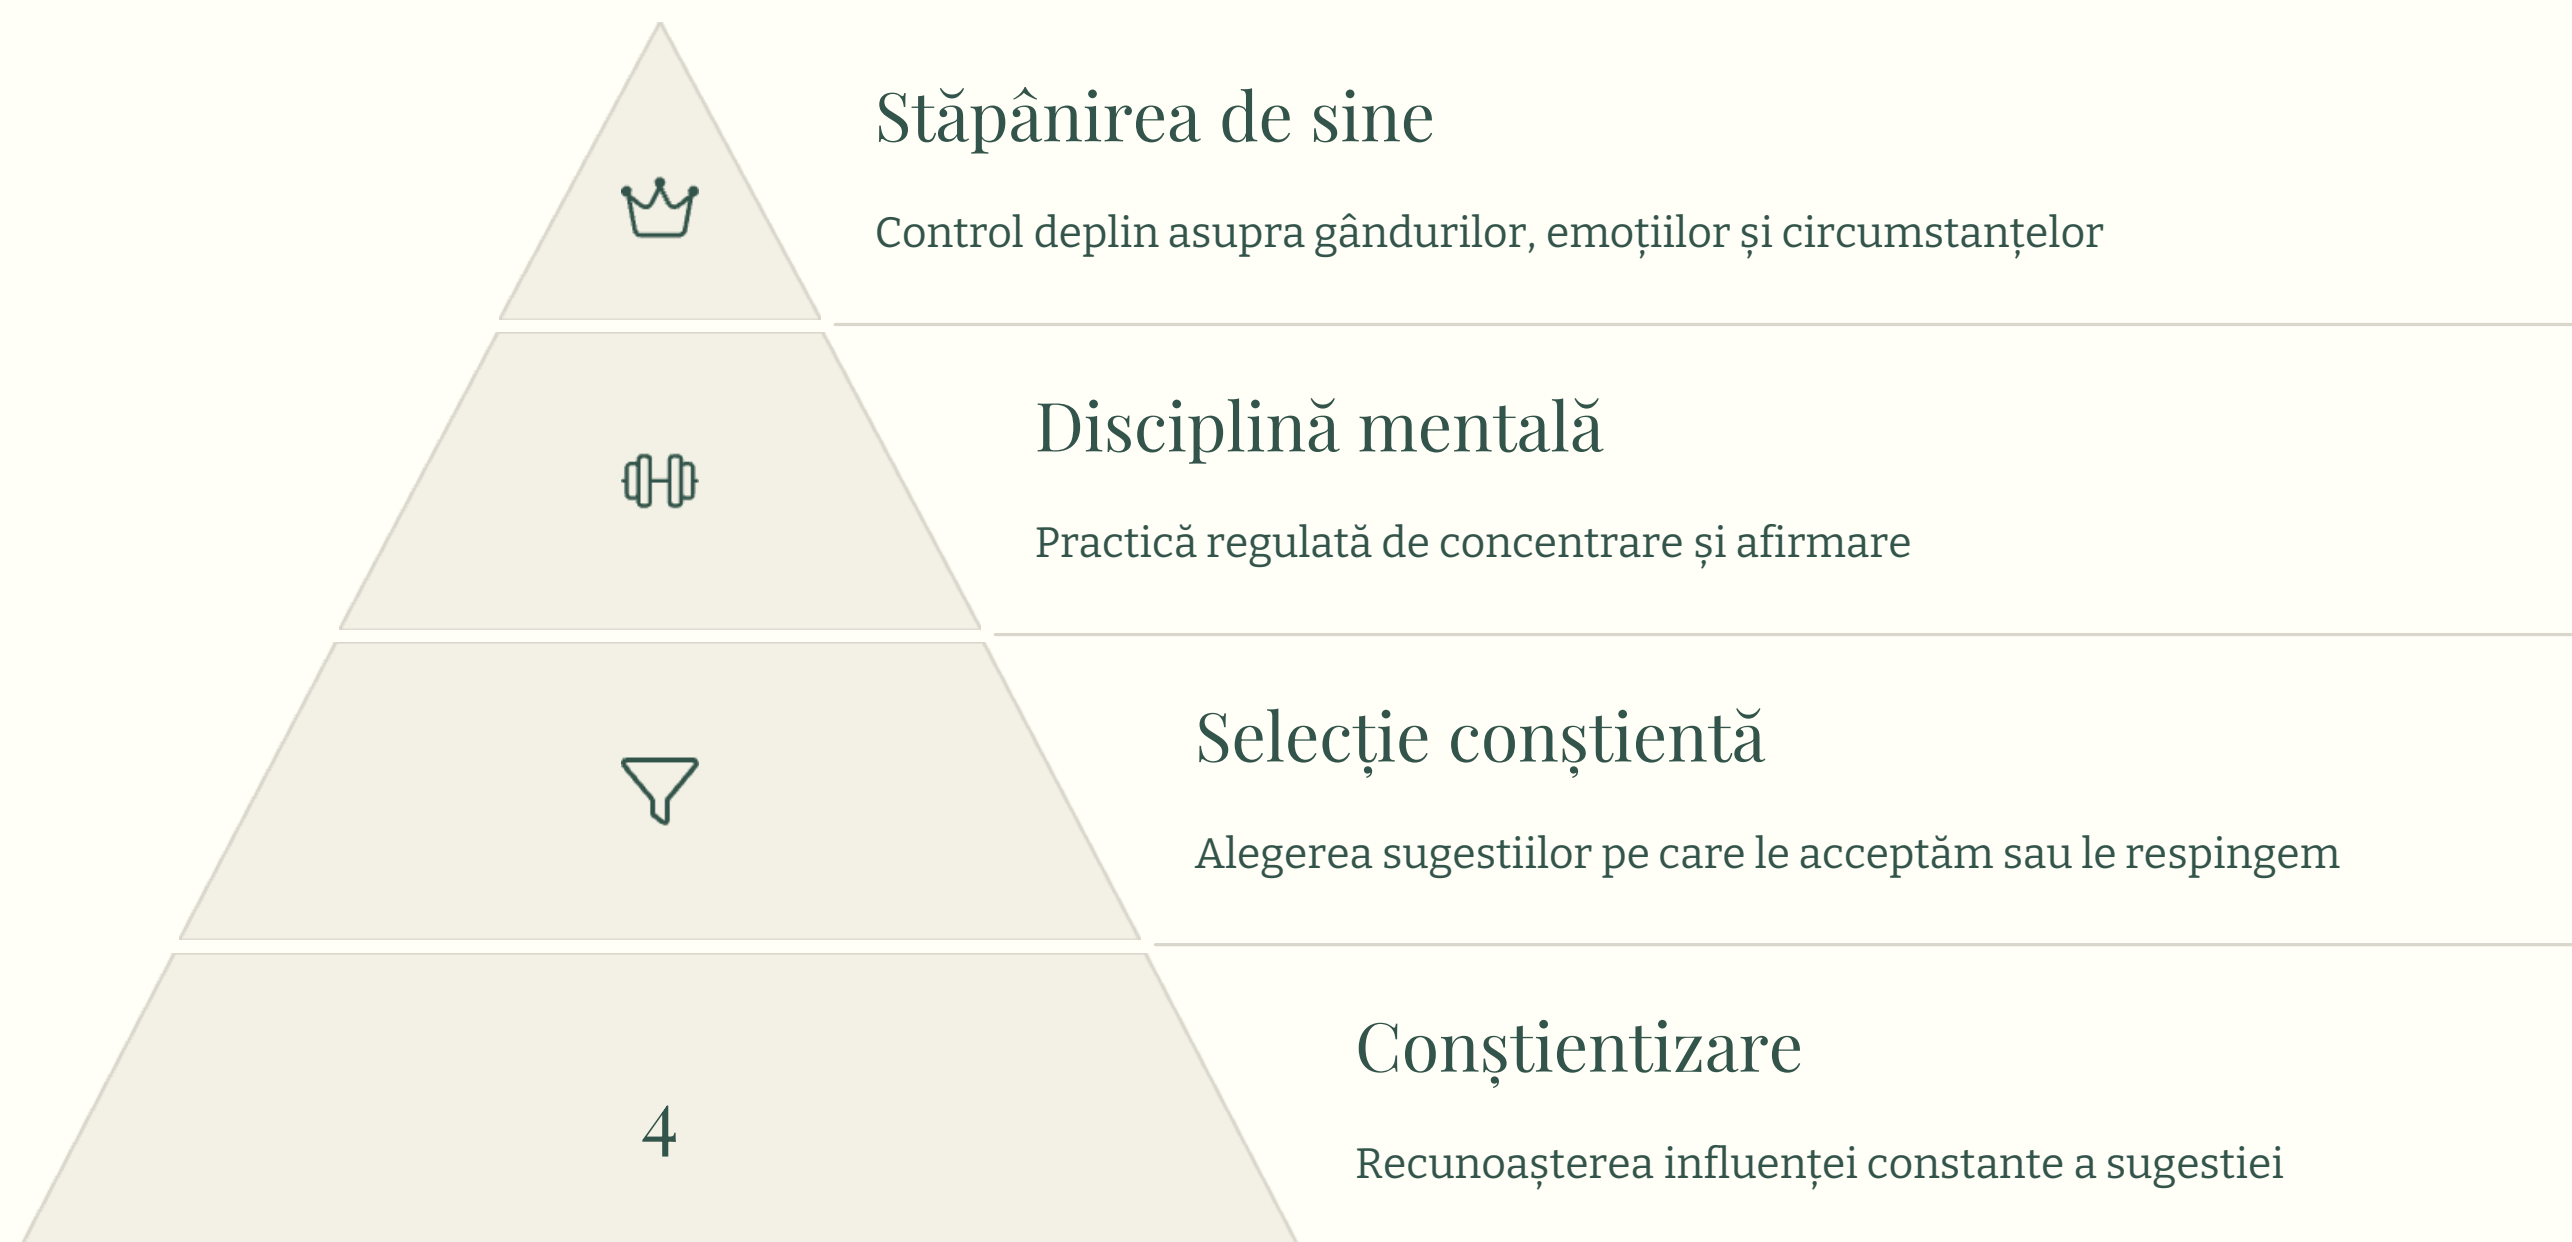 Stăpânirea de sine
Control deplin asupra gândurilor, emoțiilor și circumstanțelor
Disciplină mentală
Practică regulată de concentrare și afirmare
Selecție conștientă
Alegerea sugestiilor pe care le acceptăm sau le respingem
Conștientizare
4
Recunoașterea influenței constante a sugestiei